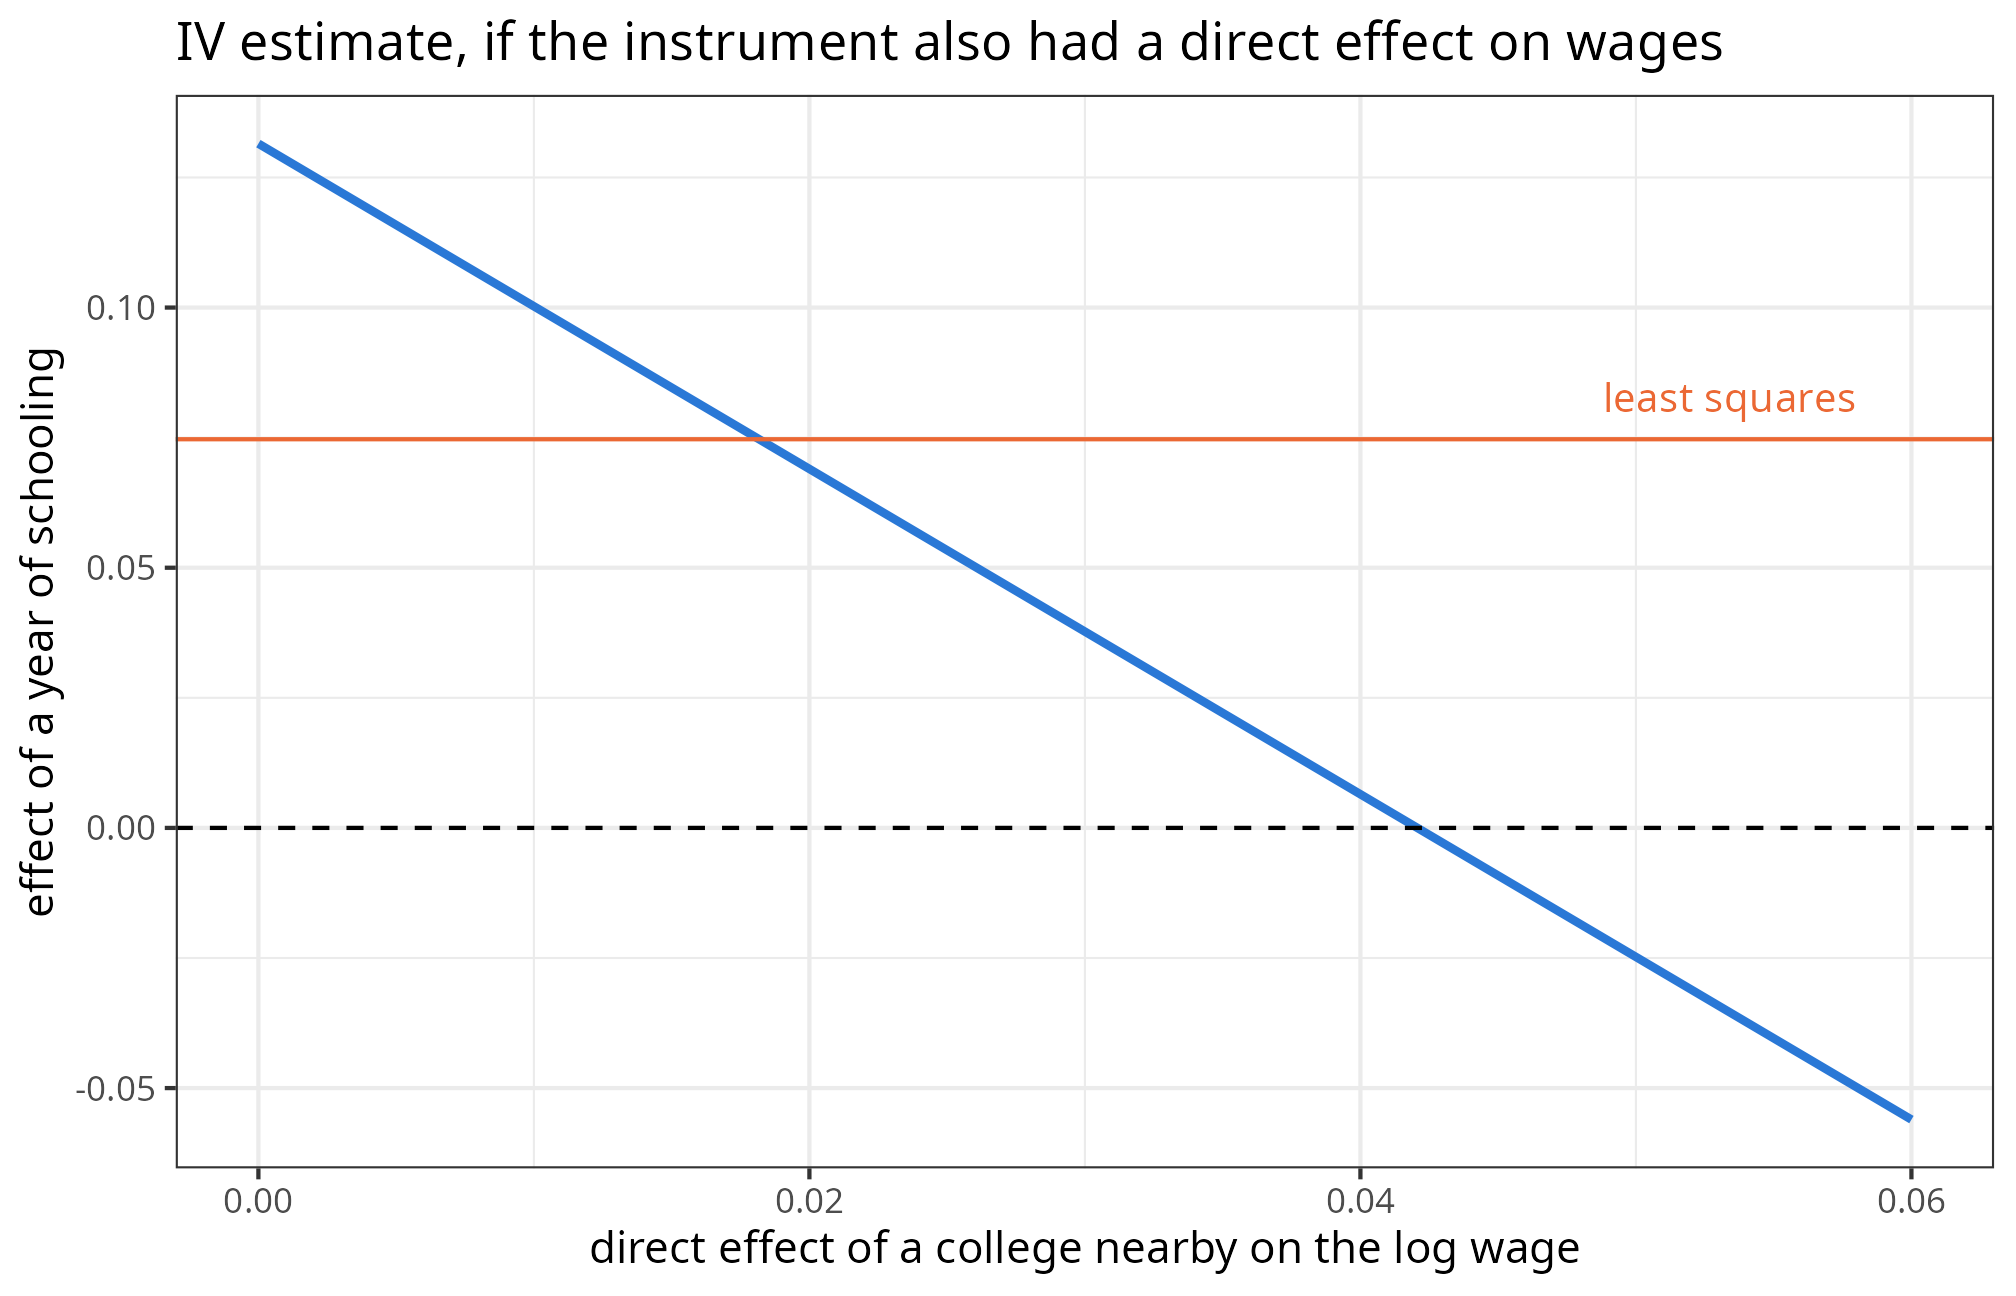 IV estimate, if the instrument also had a direct effect on wages
effect of a year of schooling
0.10
0.05
0.00
-0.05
least squares
0.00 0.02 0.04 0.06
direct effect of a college nearby on the log wage